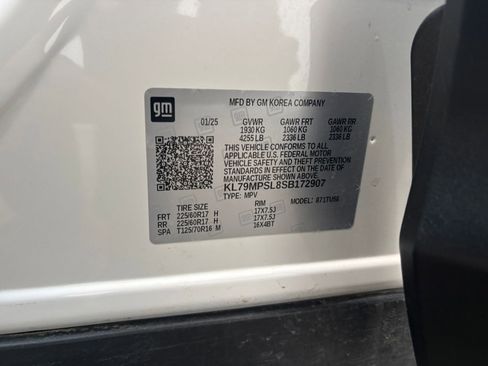 gm
MFD BY GM KOREA COMPANY
01/25 GVWR GAWR FRT GAWR RR
1930 KG 1060 KG 1060 KG
4255 LB 2336 LB 2336 LB
THIS VEHICLE CONFORMS TO ALL
APPLICABLE U.S. FEDERAL MOTOR
VEHICLE SAFETY STANDARDS IN
EFFECT ON THE DATE OF
MANUFACTURE SHOWN ABOVE.
KL79MPSL8SB172907
TYPE: MPV MODEL:
TIRE SIZE RIM
FRT 225/60R17 H 17X7.5J
RR 225/60R17 H 17X7.5J
SPA T125/70R16 M 16X4BT